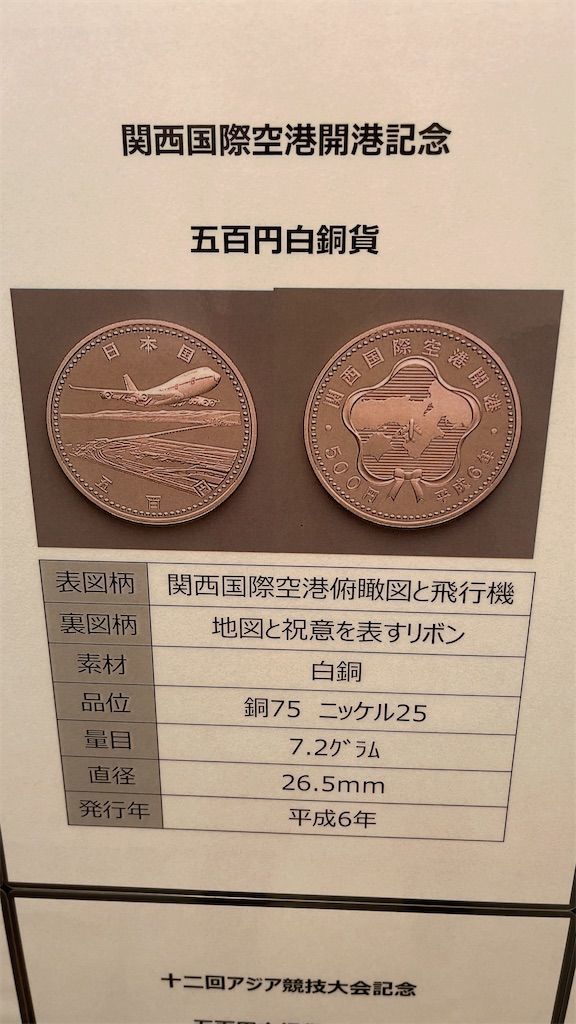 関西国際空港開港記念
五百円白銅貨
日本国
五百円
・関西国際空港開港・
500円 平成6年
表図柄 関西国際空港俯瞰図と飛行機
裏図柄 地図と祝意を表すリボン
素材 白銅
品位 銅75 ニッケル25
量目 7.2グラム
直径 26.5mm
発行年 平成6年
十二回アジア競技大会記念